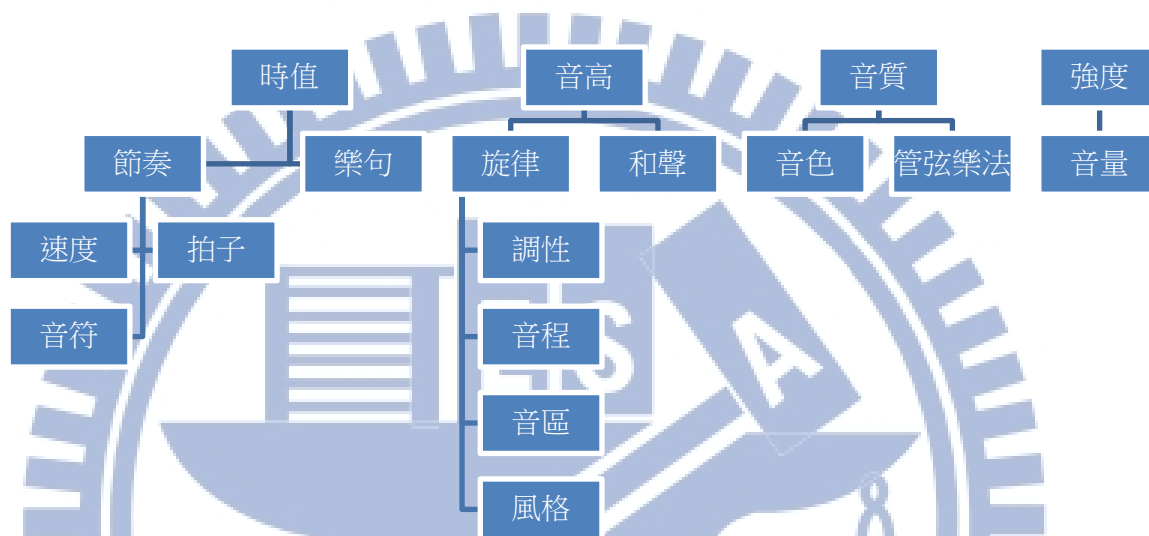 時值 音高 音質 強度
節奏 樂句 旋律 和聲 音色 管弦樂法 音量
速度 拍子 調性
音符 音程
E S
A
音區
風格
8